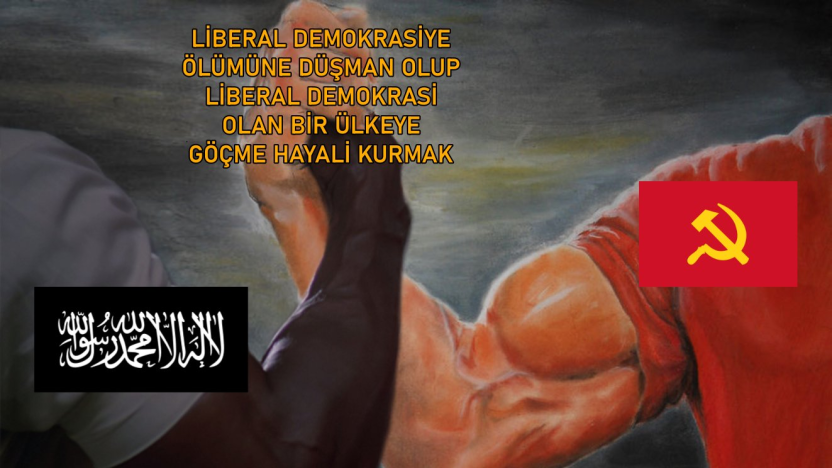 LİBERAL DEMOKRASİYE
ÖLÜMÜNE DÜŞMAN OLUP
LİBERAL DEMOKRASİ
OLAN BİR ÜLKEYE
GÖÇME HAYALİ KURMAK
لا إله إلا الله محمد رسول الله